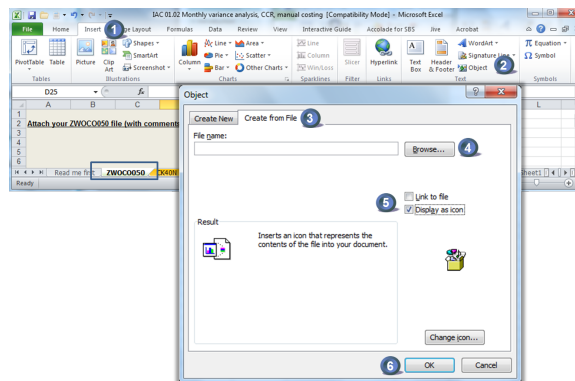 IAC 01.02 Monthly variance analysis, CCR, manual costing [Compatibility Mode] - Microsoft Excel
File Insert 1 ge Layout Formulas Data Review View Interactive Guide Accolade for SBS Jive Acrobat
PivotTable Table Picture Clip Art Shapes SmartArt Screenshot Column Line Pie Bar Area Scatter Other Charts Line Column Win/Loss Slicer Hyperlink Text Box Header & Footer WordArt Signature Line Object 2 π Equation Ω Symbol
Tables Illustrations Charts Sparklines Filter Links Text Symbols
D25 fx
A B C L
1
2 Attach your ZWOCO050 file (with comments
3
4
5
6
Read me first ZWOCO050 CK40N Sheet1
Ready
Object
Create New Create from File 3
File name:
Browse... 4
5 Link to file
Display as icon
Result
Inserts an icon that represents the
contents of the file into your document.
Change icon...
6 OK Cancel